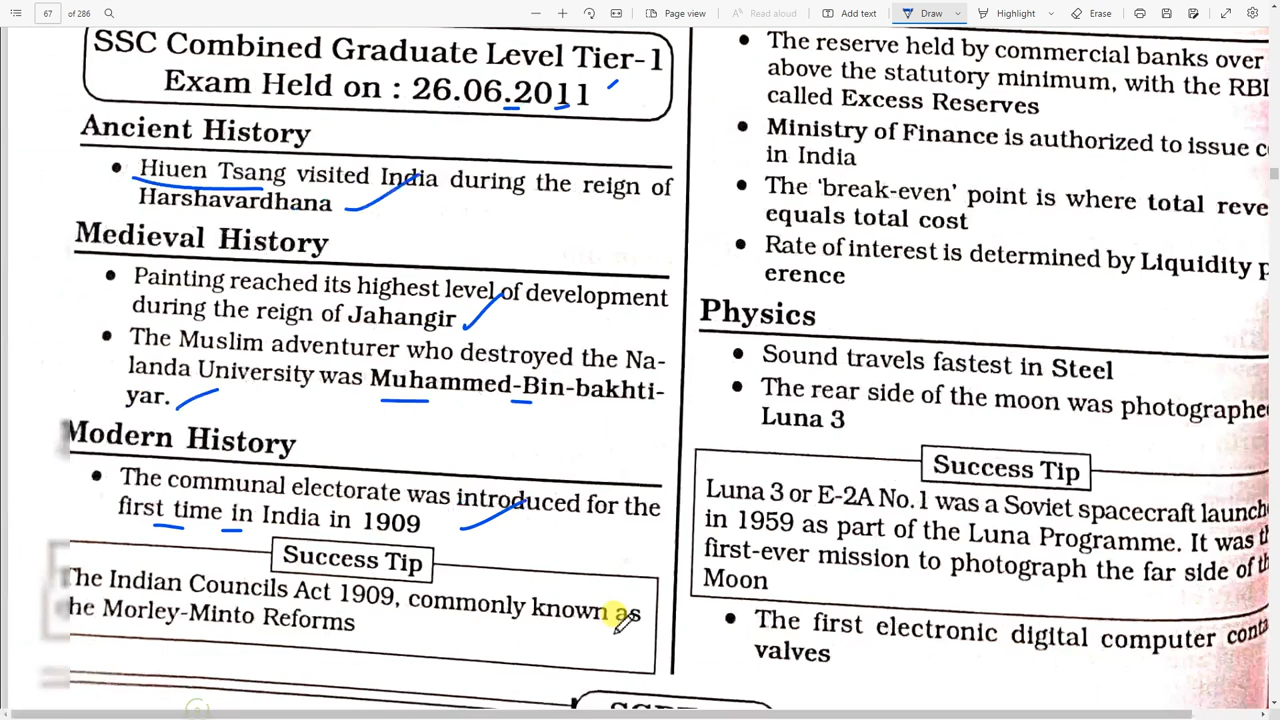 67 of 286
Page view
Read aloud
Add text
Draw
Highlight
Erase
SSC Combined Graduate Level Tier-1
Exam Held on : 26.06.2011
Ancient History
• Hiuen Tsang visited India during the reign of
Harshavardhana
Medieval History
• Painting reached its highest level of development
during the reign of Jahangir
• The Muslim adventurer who destroyed the Na-
landa University was Muhammed-Bin-bakhti-
yar.
Modern History
• The communal electorate was introduced for the
first time in India in 1909
Success Tip
The Indian Councils Act 1909, commonly known as
he Morley-Minto Reforms
• The reserve held by commercial banks over
above the statutory minimum, with the RBI
called Excess Reserves
• Ministry of Finance is authorized to issue c
in India
• The 'break-even' point is where total reve
equals total cost
• Rate of interest is determined by Liquidity p
erence
Physics
• Sound travels fastest in Steel
• The rear side of the moon was photographe
Luna 3
Success Tip
Luna 3 or E-2A No.1 was a Soviet spacecraft launch
in 1959 as part of the Luna Programme. It was th
first-ever mission to photograph the far side of th
Moon
• The first electronic digital computer conta
valves